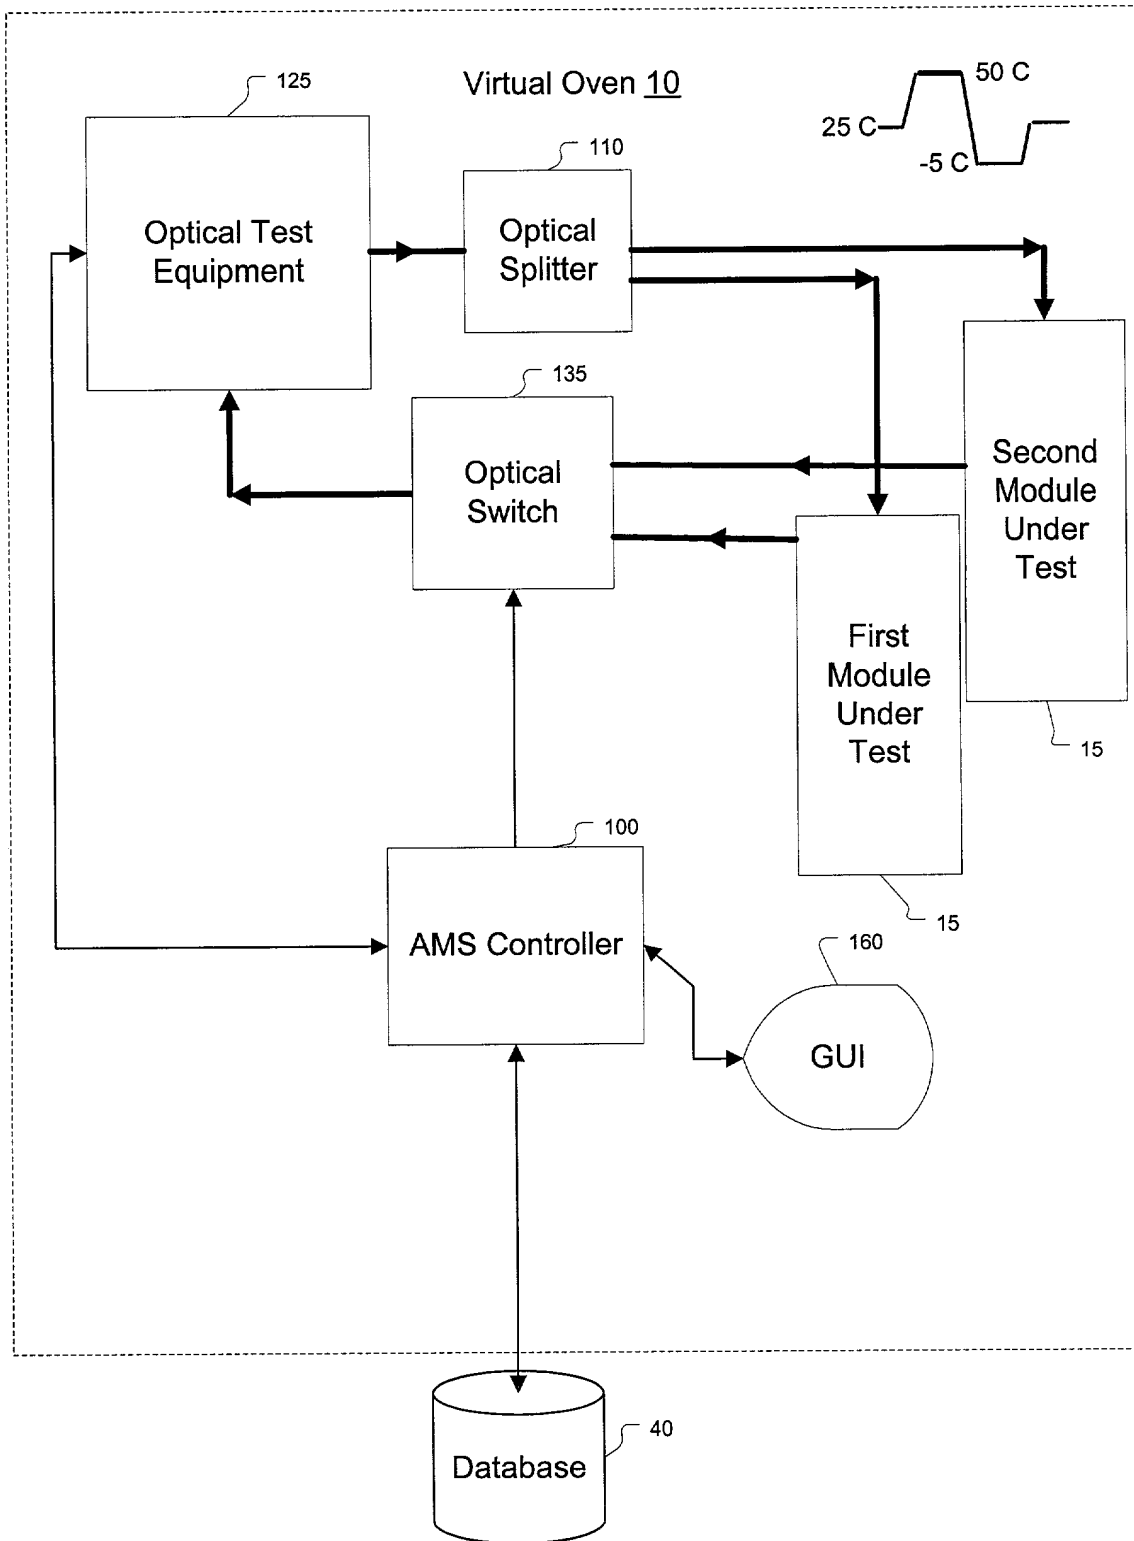 Virtual Oven 10
50 C
25 C
-5 C
125
Optical Test
Equipment
110
Optical
Splitter
135
Optical
Switch
Second
Module
Under
Test
15
First
Module
Under
Test
15
100
AMS Controller
160
GUI
40
Database